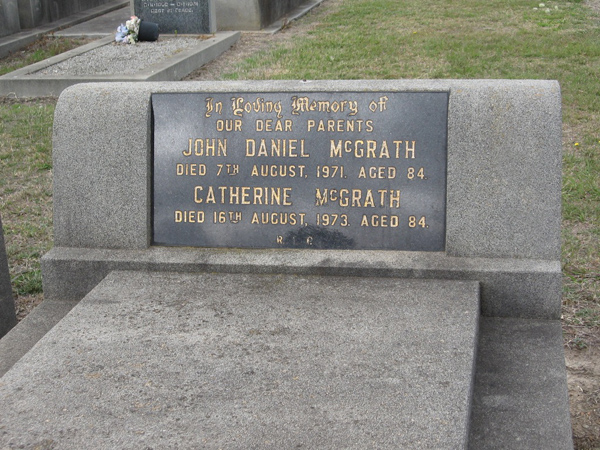 In Loving Memory of
OUR DEAR PARENTS
JOHN DANIEL McGRATH
DIED 7TH AUGUST, 1971. AGED 84
CATHERINE McGRATH
DIED 16TH AUGUST, 1973. AGED 84.